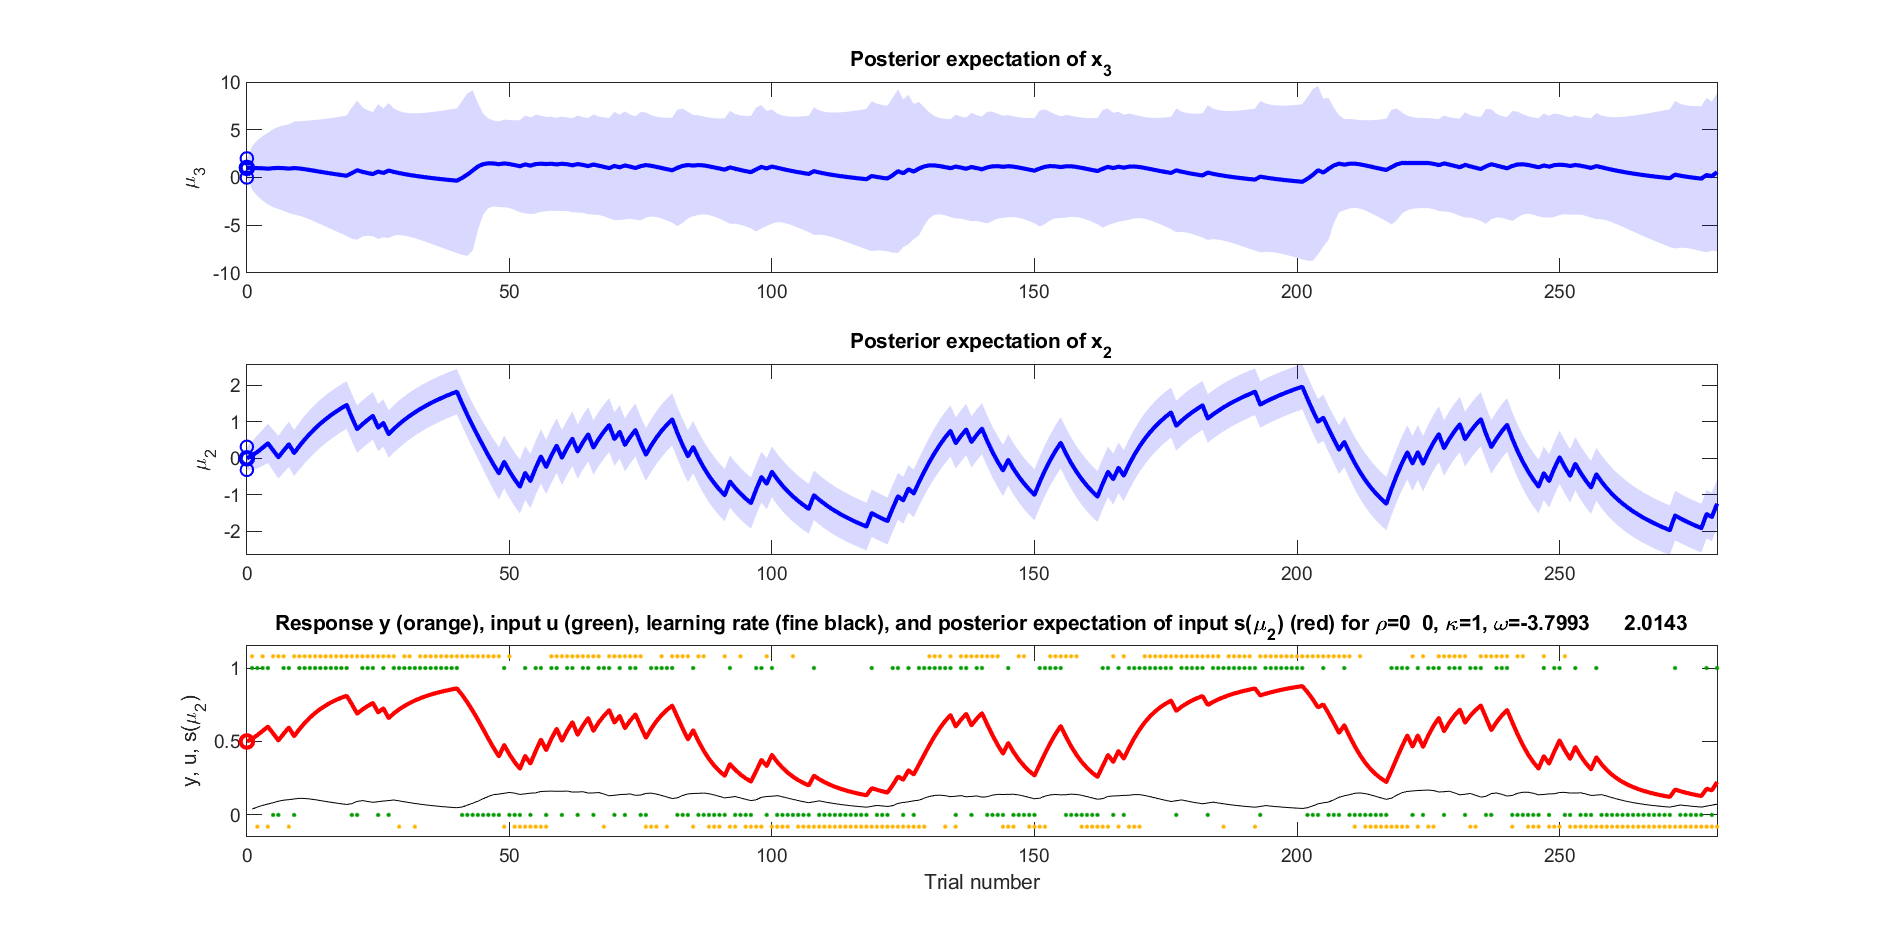 Posterior expectation of x₃
10
5
0
-5
-10
μ₃
0 50 100 150 200 250
Posterior expectation of x₂
2
1
0
-1
-2
μ₂
0 50 100 150 200 250
Response y (orange), input u (green), learning rate (fine black), and posterior expectation of input s(μ₂) (red) for ρ=0 0, κ=1, ω=-3.7993 2.0143
1
0.5
0
y, u, s(μ₂)
0 50 100 150 200 250
Trial number